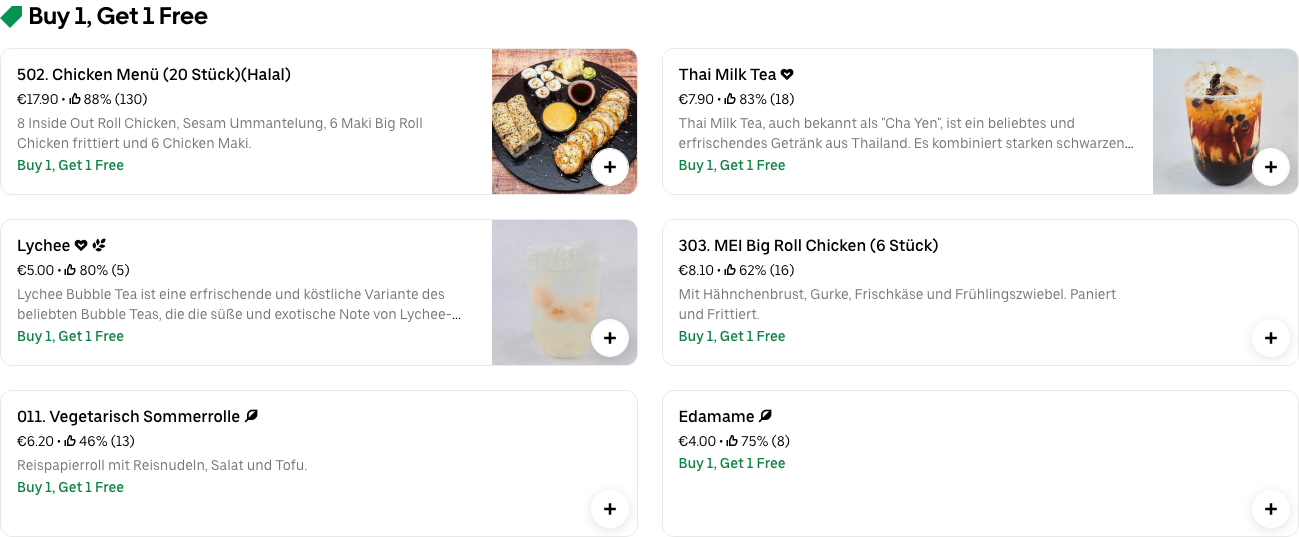 Buy 1, Get 1 Free
502. Chicken Menü (20 Stück)(Halal)
€17.90 • 88% (130)
8 Inside Out Roll Chicken, Sesam Ummantelung, 6 Maki Big Roll
Chicken frittiert und 6 Chicken Maki.
Buy 1, Get 1 Free
Thai Milk Tea
€7.90 • 83% (18)
Thai Milk Tea, auch bekannt als "Cha Yen", ist ein beliebtes und
erfrischendes Getränk aus Thailand. Es kombiniert starken schwarzen...
Buy 1, Get 1 Free
Lychee
€5.00 • 80% (5)
Lychee Bubble Tea ist eine erfrischende und köstliche Variante des
beliebten Bubble Teas, die die süße und exotische Note von Lychee-...
Buy 1, Get 1 Free
303. MEI Big Roll Chicken (6 Stück)
€8.10 • 62% (16)
Mit Hähnchenbrust, Gurke, Frischkäse und Frühlingszwiebel. Paniert
und Frittiert.
Buy 1, Get 1 Free
011. Vegetarisch Sommerrolle
€6.20 • 46% (13)
Reispapierroll mit Reisnudeln, Salat und Tofu.
Buy 1, Get 1 Free
Edamame
€4.00 • 75% (8)
Buy 1, Get 1 Free